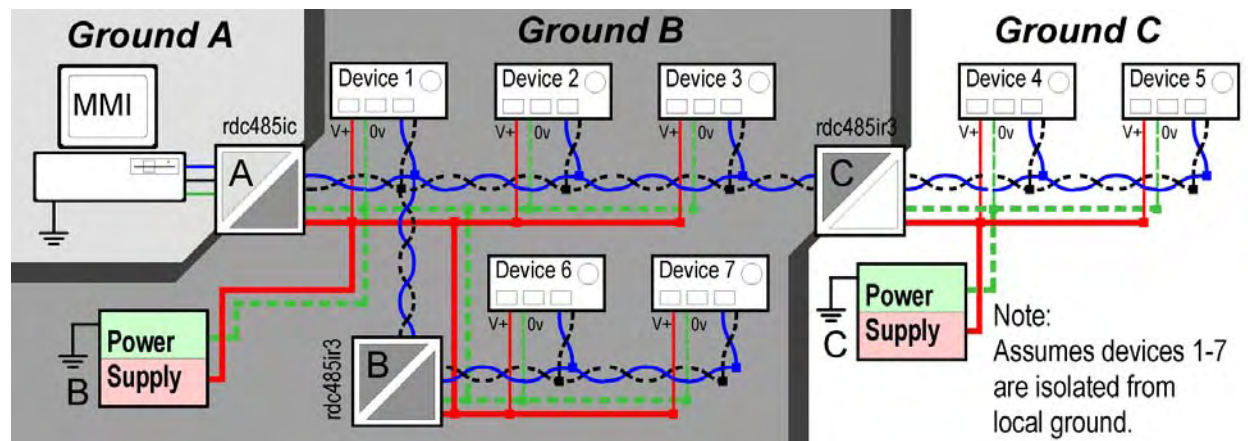 Ground A
Ground B
Ground C
MMI
rdc485ic
A
Device 1
V+ 0v
Device 2
V+ 0v
Device 3
V+ 0v
rdc485ir3
C
Device 4
V+ 0v
Device 5
V+ 0v
Device 6
V+ 0v
Device 7
V+ 0v
rdc485ir3
B
B
Power
Supply
C
Power
Supply
Note:
Assumes devices 1-7
are isolated from
local ground.